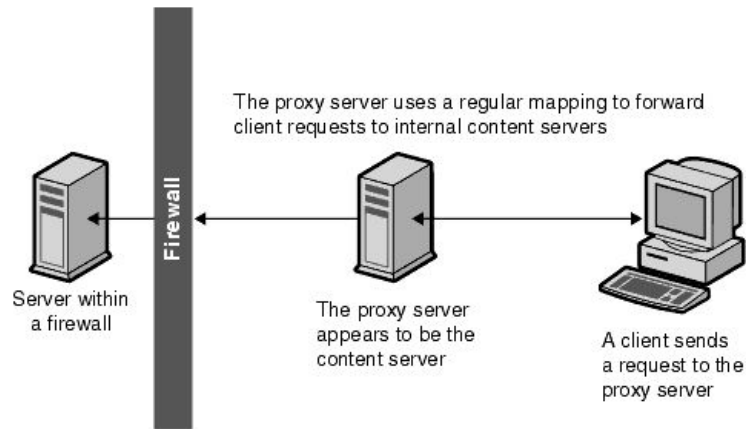 The proxy server uses a regular mapping to forward
client requests to internal content servers
Firewall
Server within
a firewall
The proxy server
appears to be the
content server
A client sends
a request to the
proxy server